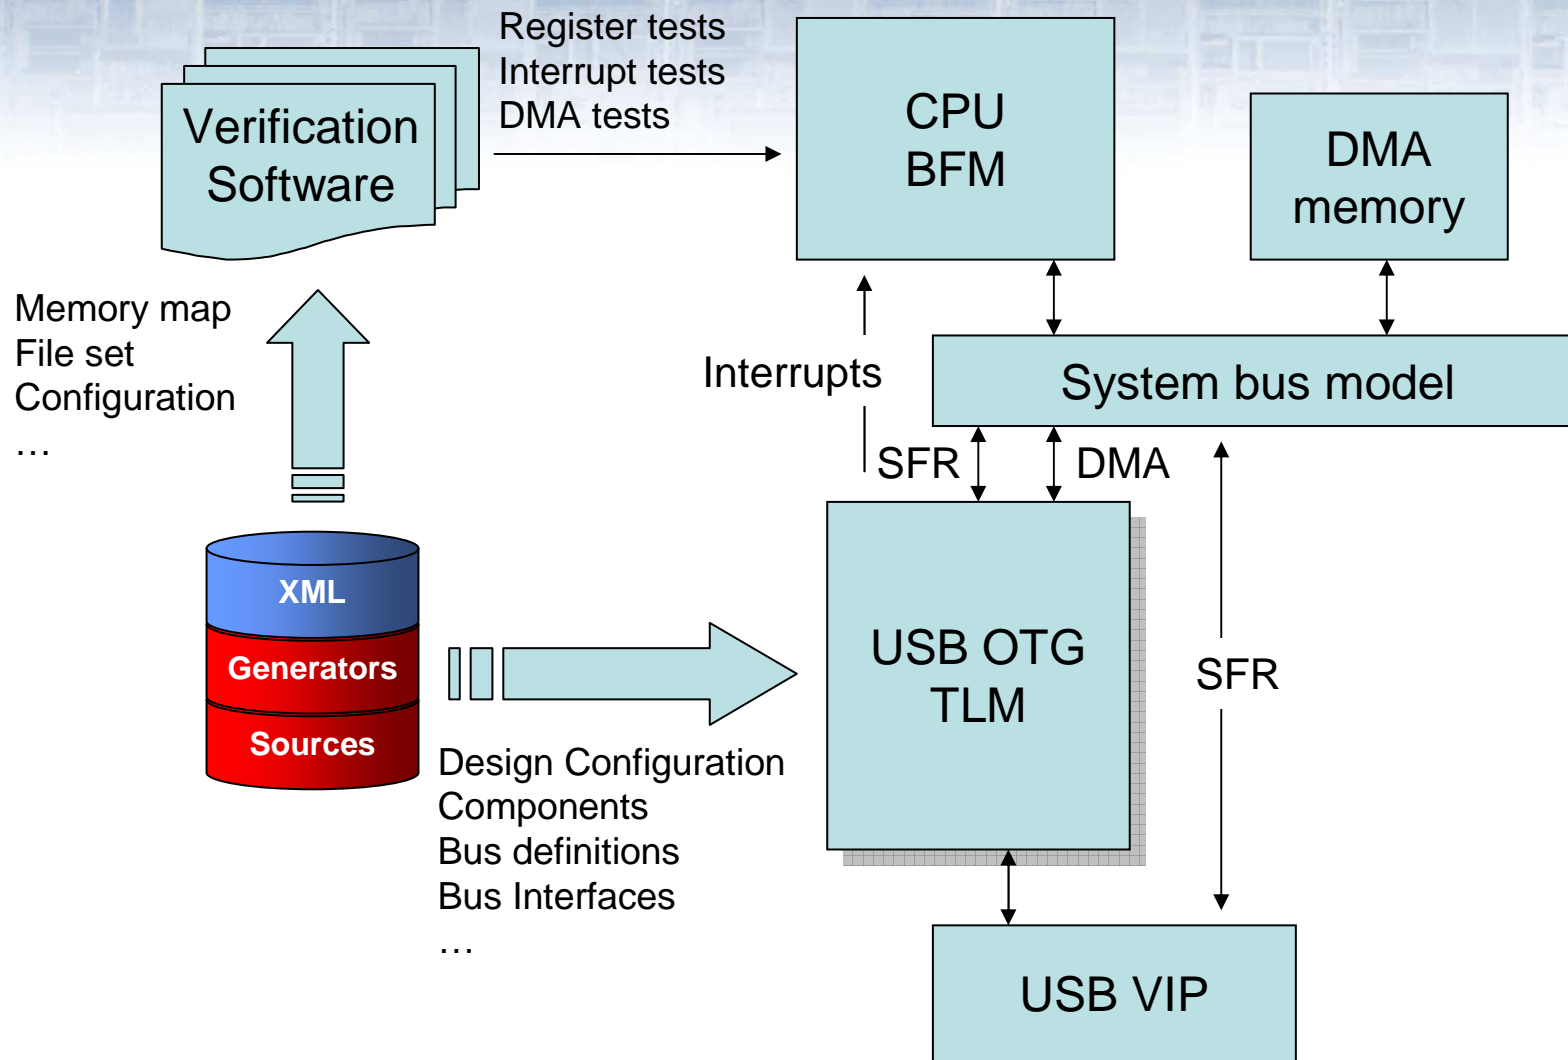 Register tests
Interrupt tests
DMA tests
Verification
Software
CPU
BFM
DMA
memory
Memory map
File set
Configuration
…
Interrupts
System bus model
SFR
DMA
XML
Generators
Sources
USB OTG
TLM
SFR
Design Configuration
Components
Bus definitions
Bus Interfaces
…
USB VIP